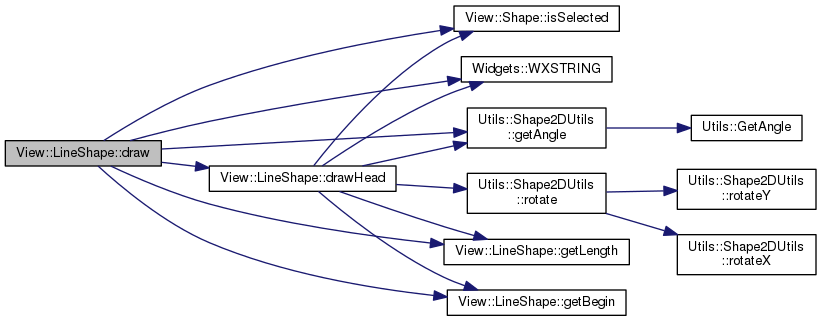 View::Shape::isSelected
Widgets::WXSTRING
Utils::Shape2DUtils
::getAngle
Utils::GetAngle
View::LineShape::draw
View::LineShape::drawHead
Utils::Shape2DUtils
::rotate
Utils::Shape2DUtils
::rotateY
Utils::Shape2DUtils
::rotateX
View::LineShape::getLength
View::LineShape::getBegin